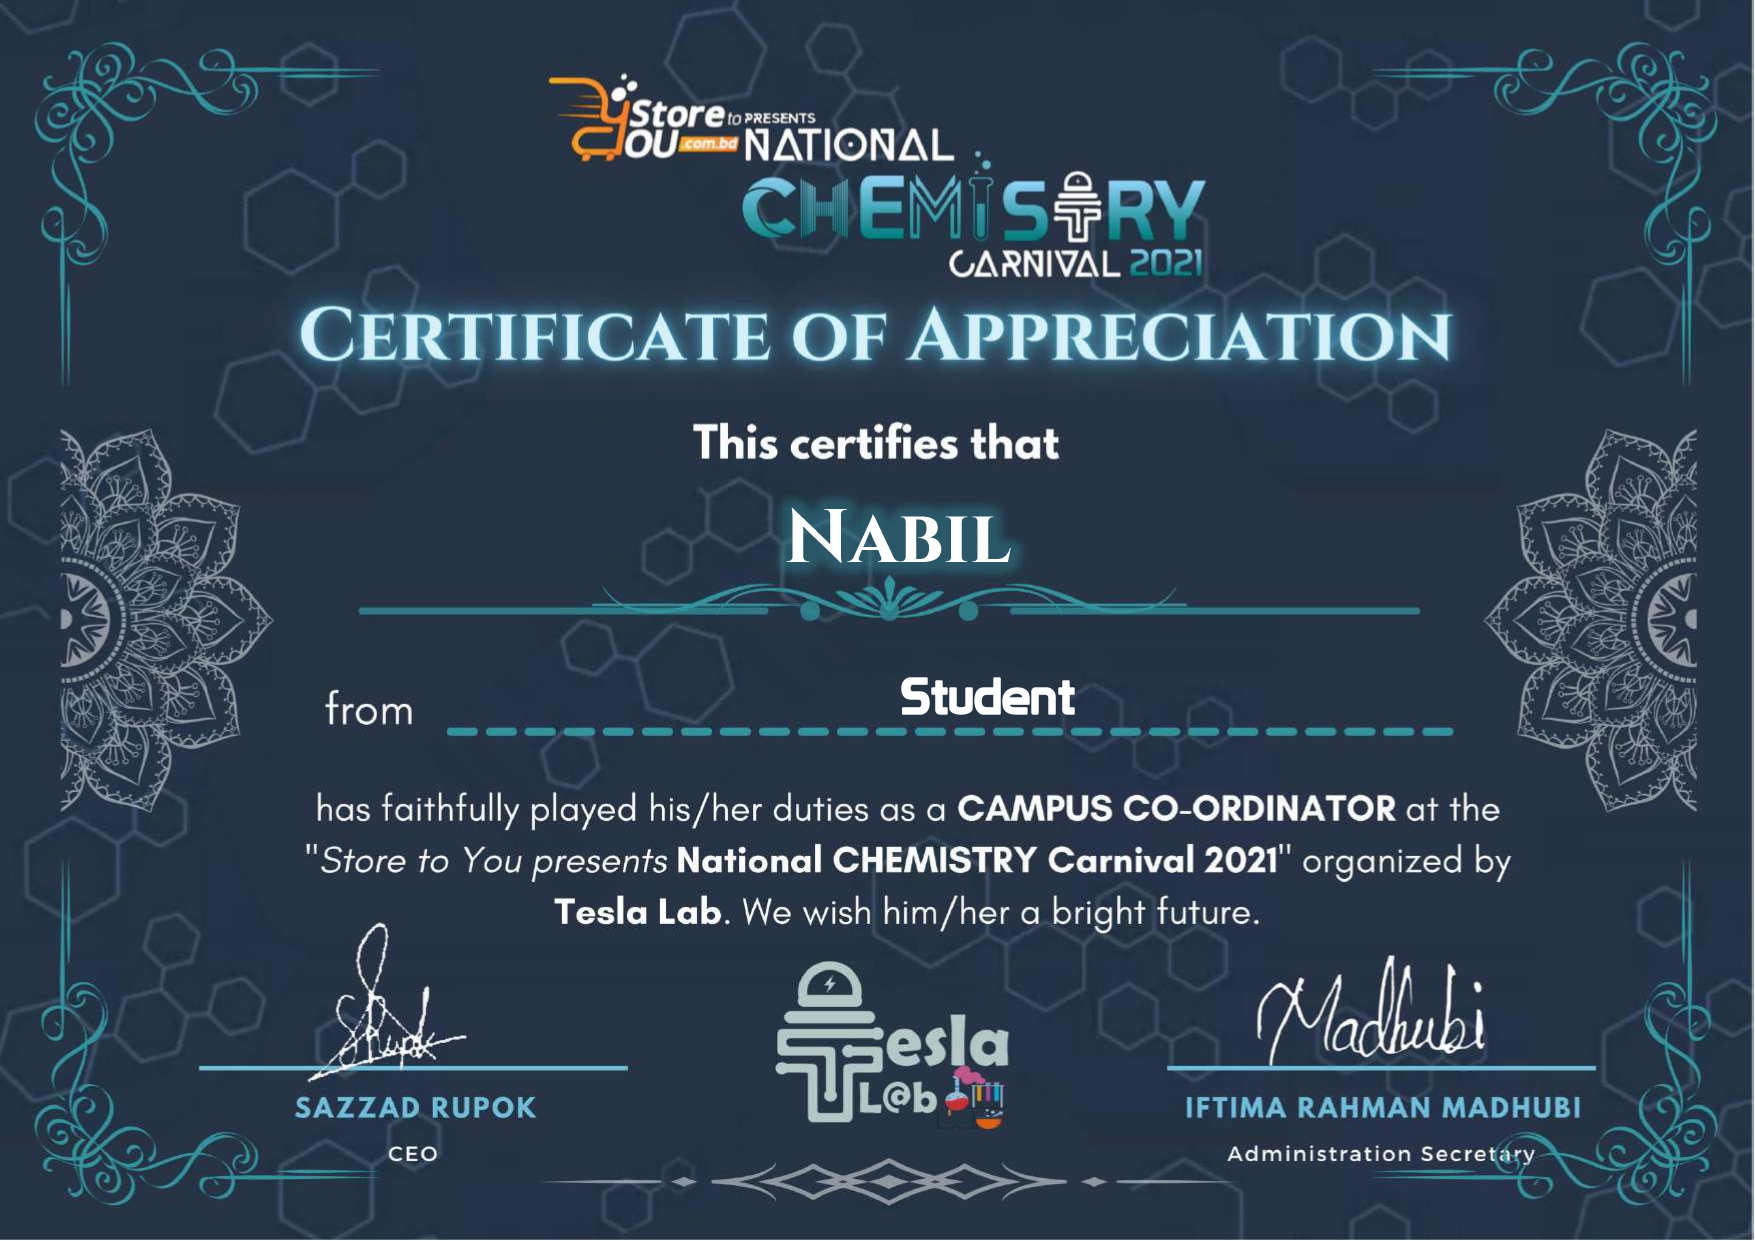 Store to PRESENTS
YOU .com.bd NATIONAL
CHEMISTRY
CARNIVAL 2021
CERTIFICATE OF APPRECIATION
This certifies that
NABIL
from Student
has faithfully played his/her duties as a CAMPUS CO-ORDINATOR at the
"Store to You presents National CHEMISTRY Carnival 2021" organized by
Tesla Lab. We wish him/her a bright future.
SRupok
Madhubi
Tesla
L@b
SAZZAD RUPOK
IFTIMA RAHMAN MADHUBI
CEO
Administration Secretary